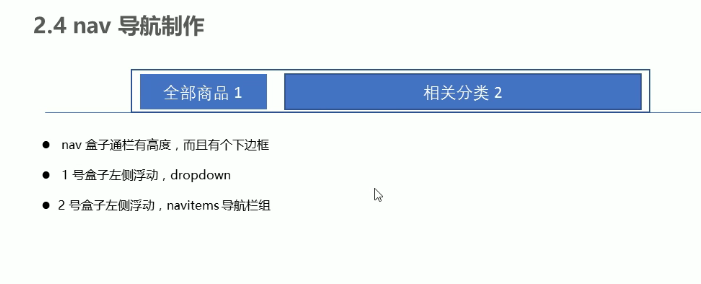 2.4 nav 导航制作
全部商品 1
相关分类 2
nav 盒子通栏有高度，而且有个下边框
1 号盒子左侧浮动，dropdown
2 号盒子左侧浮动，navitems 导航栏组